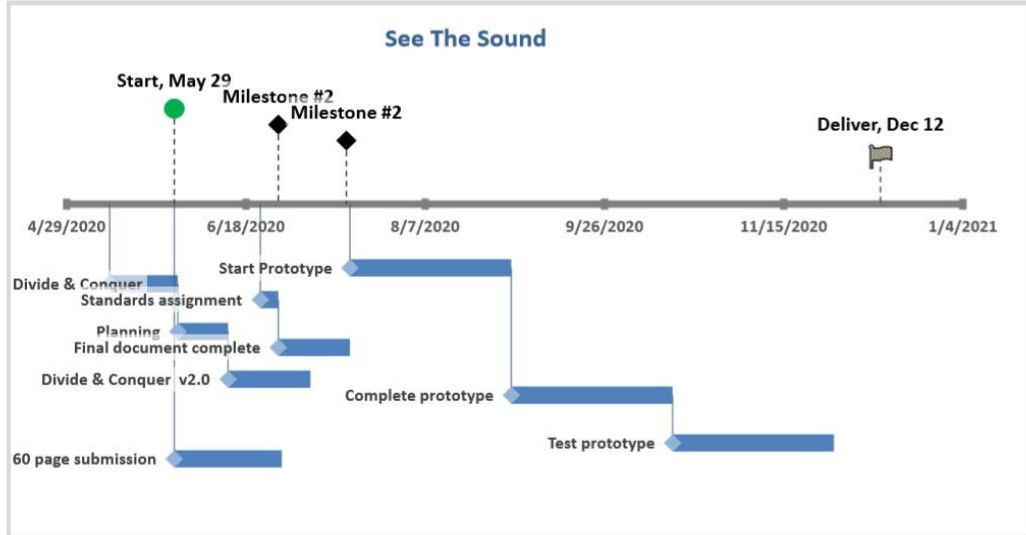 See The Sound
Start, May 29
Milestone #2
Milestone #2
Deliver, Dec 12
4/29/2020
6/18/2020
8/7/2020
9/26/2020
11/15/2020
1/4/2021
Start Prototype
Divide & Conquer
Standards assignment
Planning
Final document complete
Divide & Conquer v2.0
Complete prototype
Test prototype
60 page submission